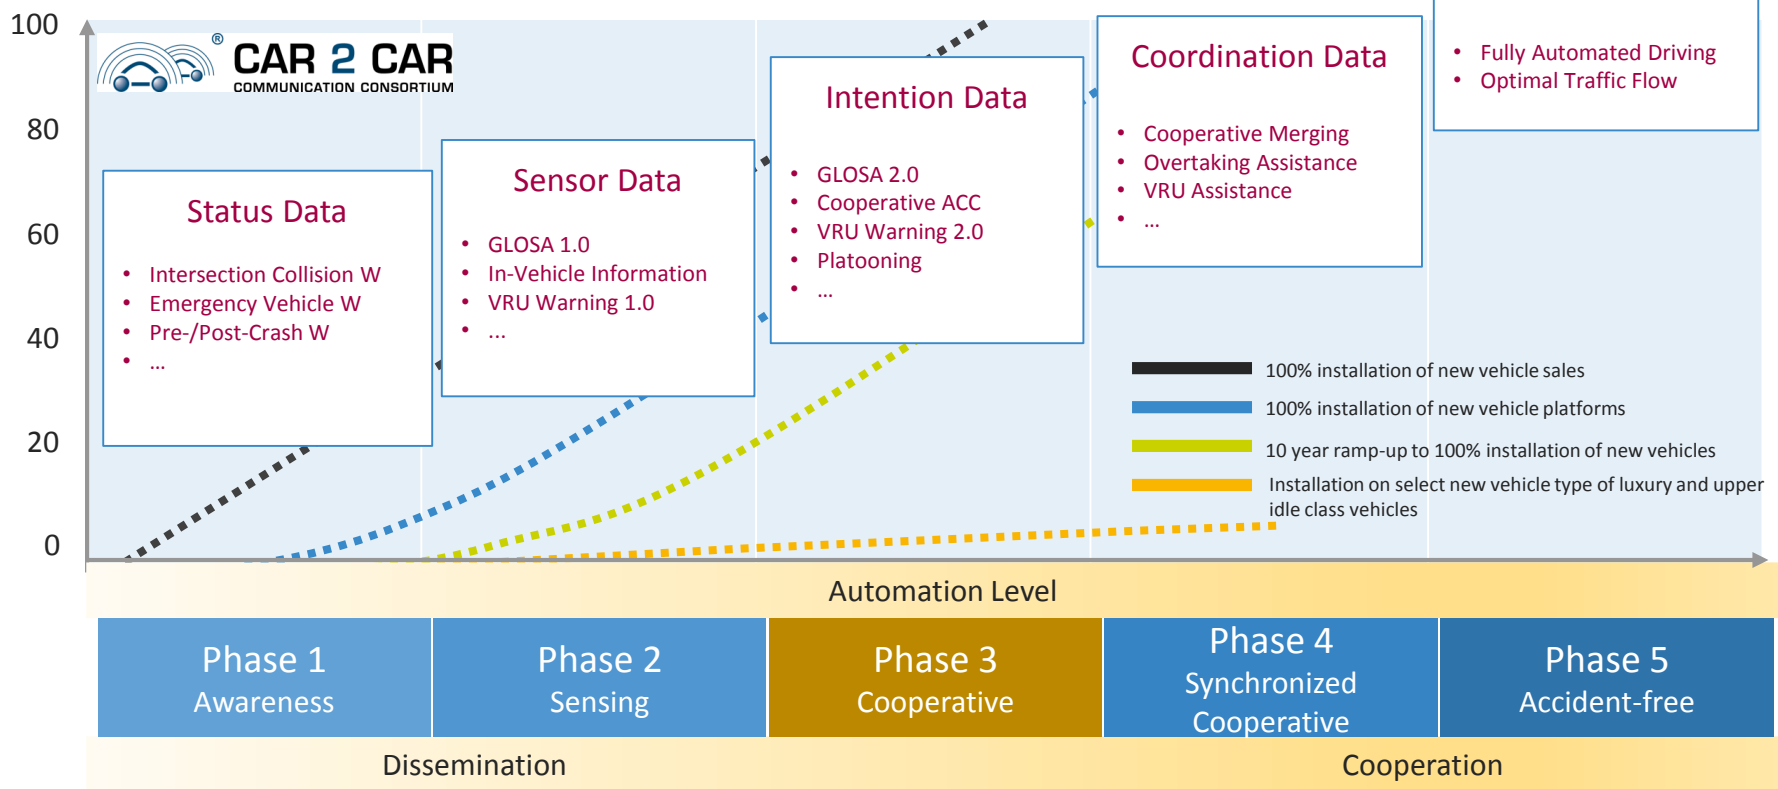 100
80
60
40
20
0
®
CAR 2 CAR
COMMUNICATION CONSORTIUM
Status Data
• Intersection Collision W
• Emergency Vehicle W
• Pre-/Post-Crash W
• ...
Sensor Data
• GLOSA 1.0
• In-Vehicle Information
• VRU Warning 1.0
• ...
Intention Data
• GLOSA 2.0
• Cooperative ACC
• VRU Warning 2.0
• Platooning
• ...
Coordination Data
• Cooperative Merging
• Overtaking Assistance
• VRU Assistance
• ...
• Fully Automated Driving
• Optimal Traffic Flow
100% installation of new vehicle sales
100% installation of new vehicle platforms
10 year ramp-up to 100% installation of new vehicles
Installation on select new vehicle type of luxury and upper
idle class vehicles
Automation Level
Phase 1
Awareness
Phase 2
Sensing
Phase 3
Cooperative
Phase 4
Synchronized
Cooperative
Phase 5
Accident-free
Dissemination
Cooperation